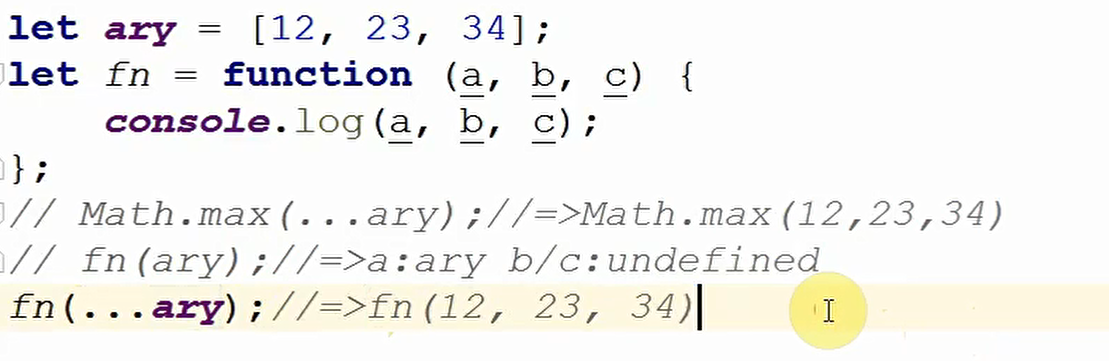 let ary = [12, 23, 34];
let fn = function (a, b, c) {
    console.log(a, b, c);
};
// Math.max(...ary);//=>Math.max(12,23,34)
// fn(ary);//=>a:ary b/c:undefined
fn(...ary);//=>fn(12, 23, 34)